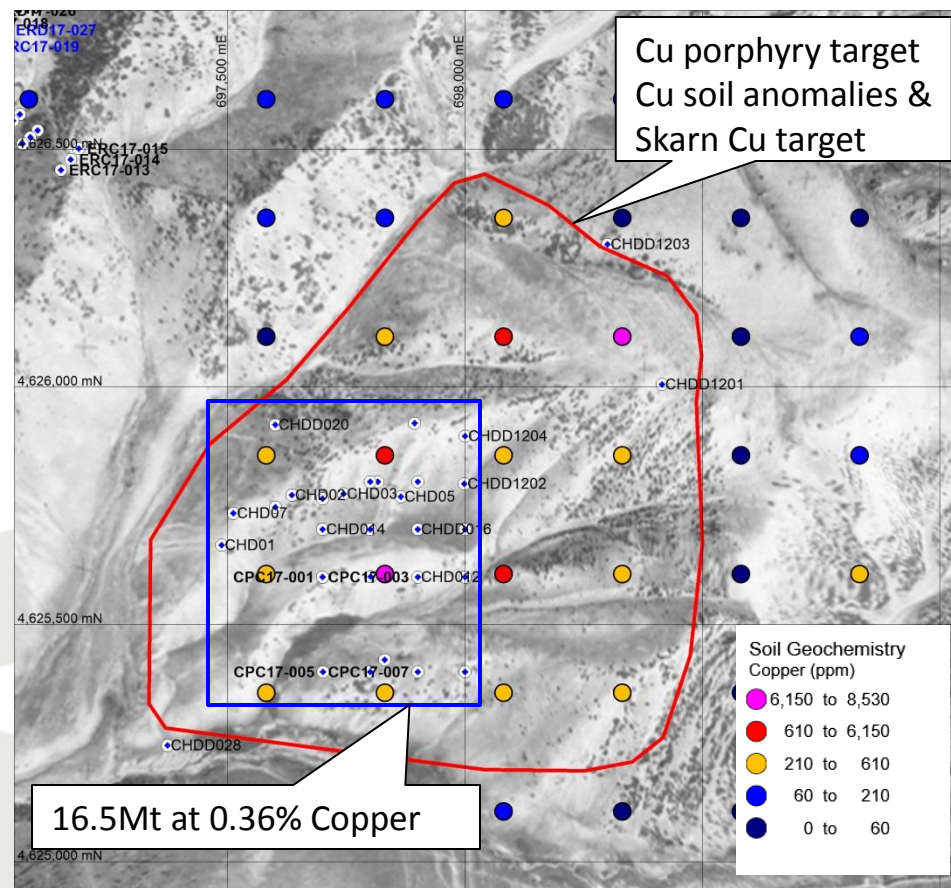 018
ERD17-027
RC17-019
697,500 mE
698,000 mE
Cu porphyry target
Cu soil anomalies &
Skarn Cu target
626,500 mN
ERC17-015
ERC17-014
ERC17-013
CHDD1203
4,626,000 mN
CHDD1201
CHDD020
CHDD1204
CHDD1202
CHD02
CHD03
CHD05
CHD07
CHD014
CHDD016
CHD01
CPC17-001
CPC17-003
CHD012
4,625,500 mN
CPC17-005
CPC17-007
CHDD028
Soil Geochemistry
Copper (ppm)
6,150 to 8,530
610 to 6,150
210 to 610
60 to 210
0 to 60
16.5Mt at 0.36% Copper
4,625,000 mN